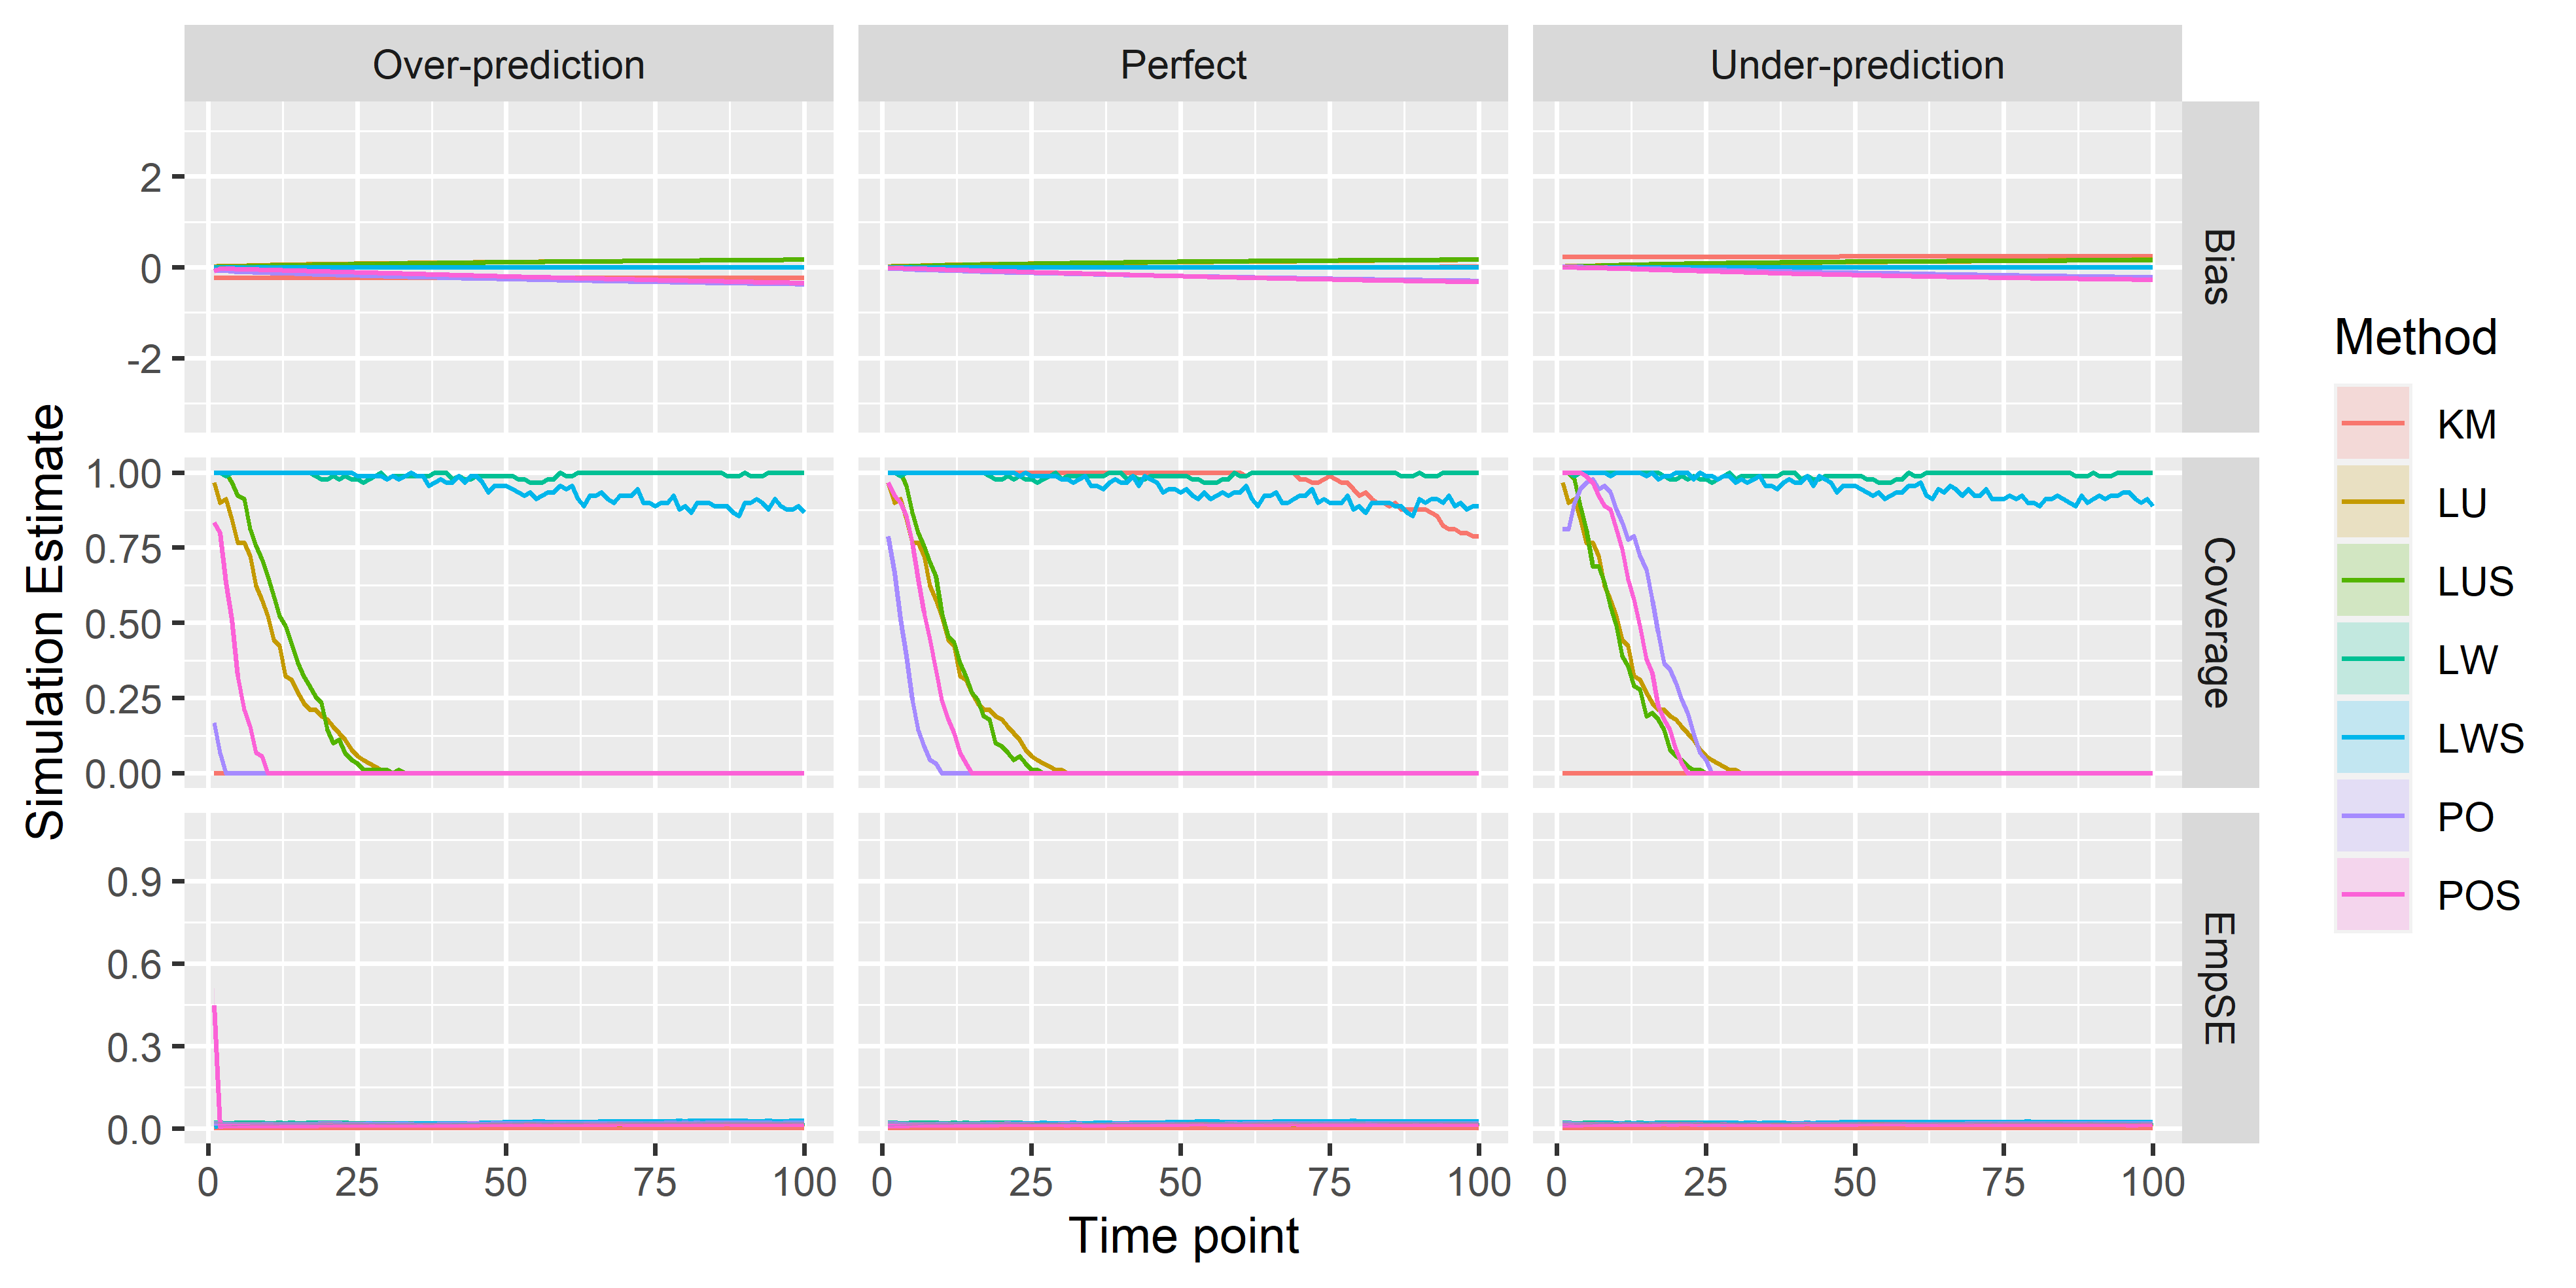 Over-prediction
Perfect
Under-prediction
Simulation Estimate
2
0
-2
Bias
1.00
0.75
0.50
0.25
0.00
Coverage
0.9
0.6
0.3
0.0
EmpSE
0 25 50 75 100
0 25 50 75 100
0 25 50 75 100
Time point
Method
KM
LU
LUS
LW
LWS
PO
POS